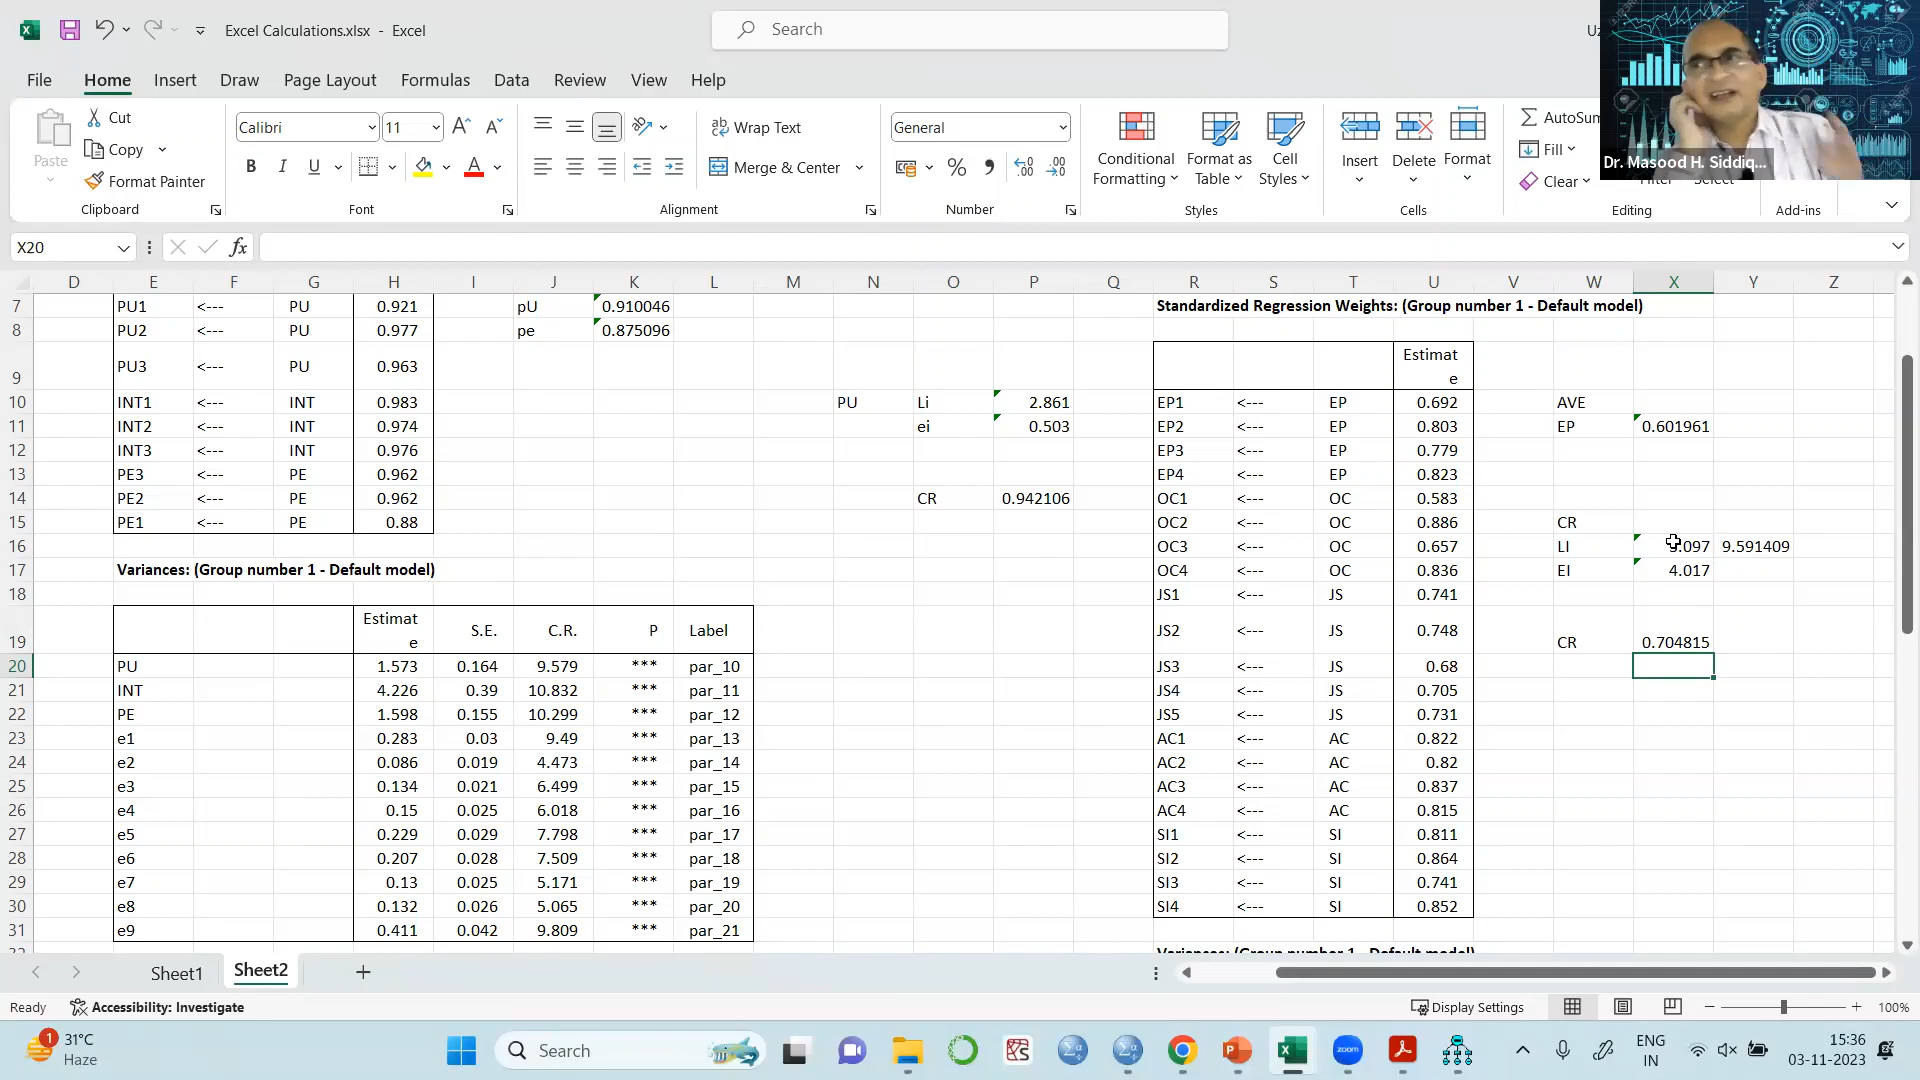 Excel Calculations.xlsx - Excel
Search
File Home Insert Draw Page Layout Formulas Data Review View Help
Paste
Cut
Copy
Format Painter
Clipboard
Calibri 11
B I U
Font
Wrap Text
Merge & Center
Alignment
General
Number
Conditional Formatting
Format as Table
Cell Styles
Styles
Insert Delete Format
Cells
AutoSum
Fill
Clear
Editing
Add-ins
Dr. Masood H. Siddiq...
X20 fx
D E F G H I J K L M N O P Q R S T U V W X Y Z
7 PU1 <--- PU 0.921 pU 0.910046 Standardized Regression Weights: (Group number 1 - Default model)
8 PU2 <--- PU 0.977 pe 0.875096
Estimat
9 PU3 <--- PU 0.963 e
10 INT1 <--- INT 0.983 PU Li 2.861 EP1 <--- EP 0.692 AVE
11 INT2 <--- INT 0.974 ei 0.503 EP2 <--- EP 0.803 EP 0.601961
12 INT3 <--- INT 0.976 EP3 <--- EP 0.779
13 PE3 <--- PE 0.962 EP4 <--- EP 0.823
14 PE2 <--- PE 0.962 CR 0.942106 OC1 <--- OC 0.583
15 PE1 <--- PE 0.88 OC2 <--- OC 0.886 CR
16 OC3 <--- OC 0.657 LI .097 9.591409
17 Variances: (Group number 1 - Default model) OC4 <--- OC 0.836 EI 4.017
18 JS1 <--- JS 0.741
Estimat
19 e S.E. C.R. P Label JS2 <--- JS 0.748 CR 0.704815
20 PU 1.573 0.164 9.579 *** par_10 JS3 <--- JS 0.68
21 INT 4.226 0.39 10.832 *** par_11 JS4 <--- JS 0.705
22 PE 1.598 0.155 10.299 *** par_12 JS5 <--- JS 0.731
23 e1 0.283 0.03 9.49 *** par_13 AC1 <--- AC 0.822
24 e2 0.086 0.019 4.473 *** par_14 AC2 <--- AC 0.82
25 e3 0.134 0.021 6.499 *** par_15 AC3 <--- AC 0.837
26 e4 0.15 0.025 6.018 *** par_16 AC4 <--- AC 0.815
27 e5 0.229 0.029 7.798 *** par_17 SI1 <--- SI 0.811
28 e6 0.207 0.028 7.509 *** par_18 SI2 <--- SI 0.864
29 e7 0.13 0.025 5.171 *** par_19 SI3 <--- SI 0.741
30 e8 0.132 0.026 5.065 *** par_20 SI4 <--- SI 0.852
31 e9 0.411 0.042 9.809 *** par_21
Variances: (Group number 1 - Default model)
Sheet1 Sheet2
Ready Accessibility: Investigate Display Settings 100%
1 31°C
Haze
Search
zoom
ENG
IN
15:36
03-11-2023